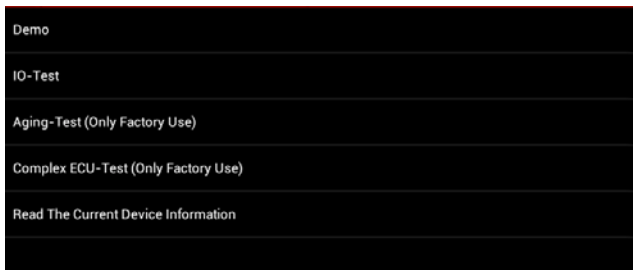 Demo
IO-Test
Aging-Test (Only Factory Use)
Complex ECU-Test (Only Factory Use)
Read The Current Device Information